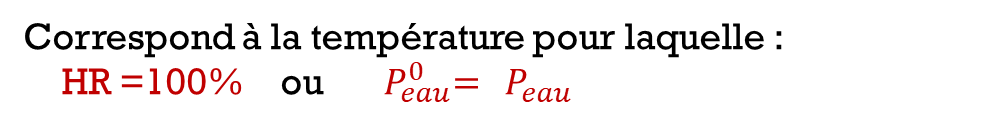 Correspond à la température pour laquelle :
HR =100% ou P⁰ₑₐᵤ= Pₑₐᵤ